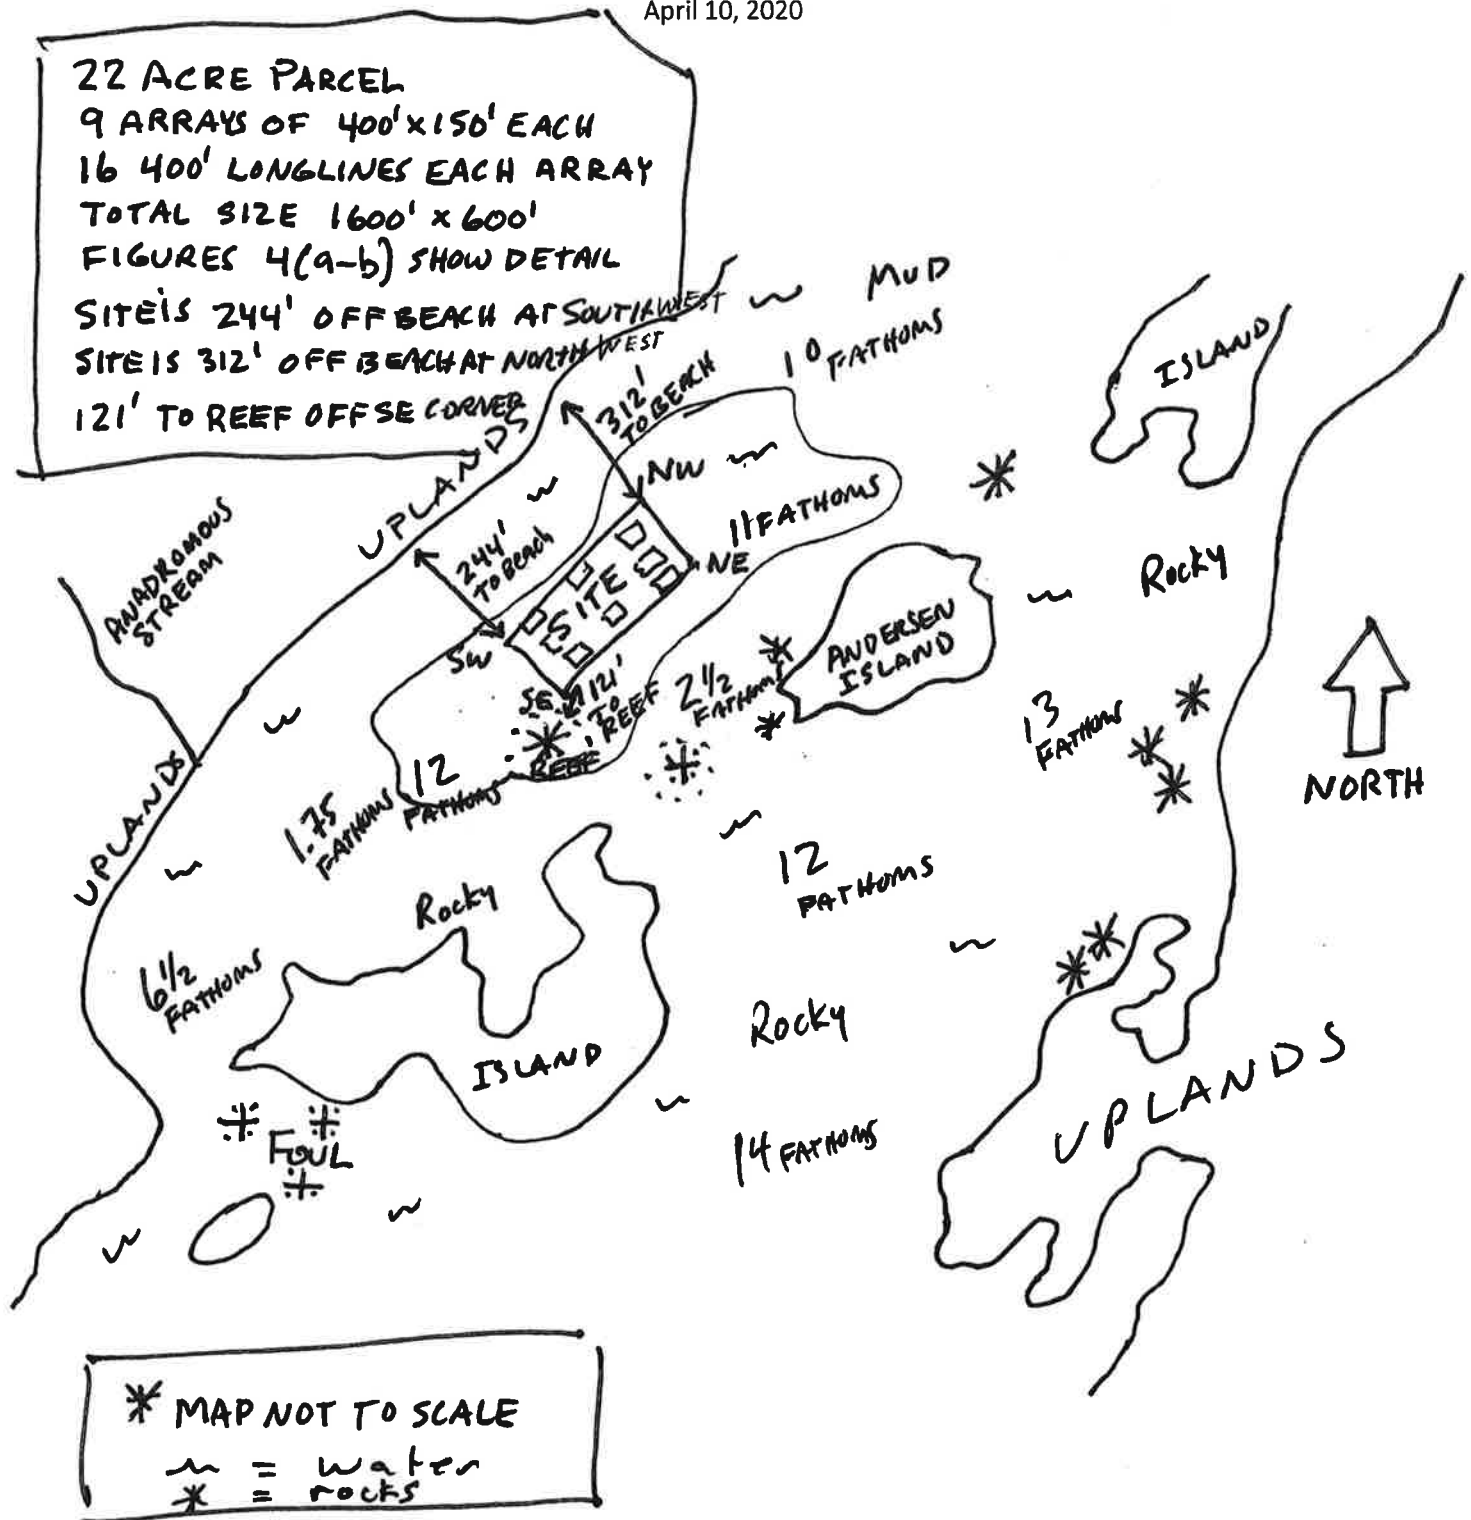 April 10, 2020
22 ACRE PARCEL
9 ARRAYS OF 400' x 150' EACH
16 400' LONGLINES EACH ARRAY
TOTAL SIZE 1600' x 600'
FIGURES 4(a-b) SHOW DETAIL
SITE IS 244' OFF BEACH AT SOUTHWEST
SITE IS 312' OFF BEACH AT NORTHWEST
121' TO REEF OFF SE CORNER
MUD
10 FATHOMS
ISLAND
312'
TO BEACH
UPLANDS
NW
11 FATHOMS
ANADROMOUS
STREAM
244'
TO BEACH
SITE
NE
Rocky
SW
ANDERSEN
ISLAND
SE
121'
TO
REEF
2 1/2
FATHOMS
REEF
13
FATHOMS
NORTH
UPLANDS
12
FATHOMS
1.75
FATHOMS
Rocky
12
FATHOMS
6 1/2
FATHOMS
Rocky
ISLAND
UPLANDS
FOUL
14 FATHOMS
MAP NOT TO SCALE
= water
= rocks